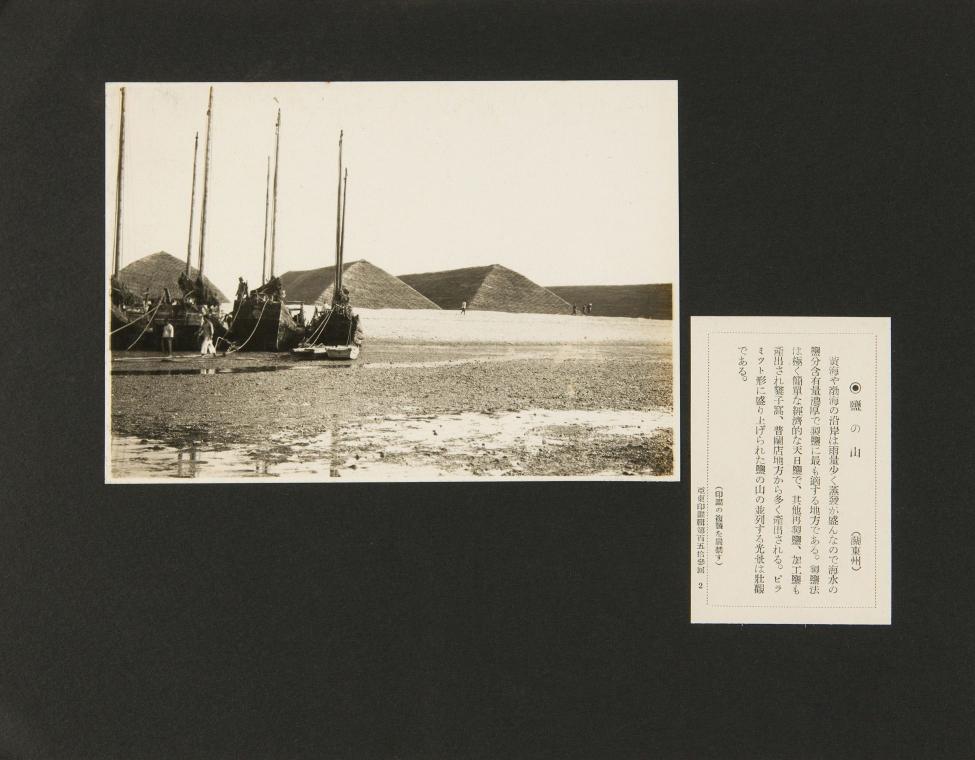 ◉鹽の山
(關東州)
黄海や渤海の沿岸は雨量少く蒸發が盛んなので海水の
鹽分含有量濃厚で製鹽に最も適する地方である。製鹽法
は極く簡單な經濟的な天日鹽で、其他再製鹽、加工鹽も
產出され貔子窩、普蘭店地方から多く產出される。ピラ
ミツト形に盛り上げられた鹽の山の並列する光景は壯觀
である。
(印畫の複製を嚴禁す)
亞東印畫輯第百五拾參回 2